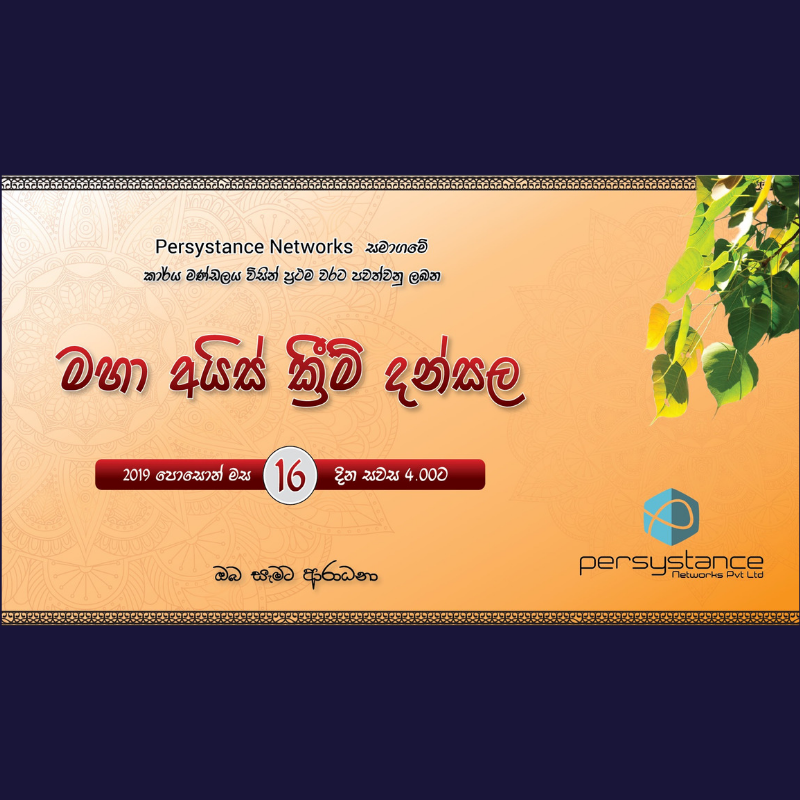 Persystance Networks සමාගමේ
කාර්ය මණ්ඩලය විසින් ප්‍රථම වරට පවත්වනු ලබන
මහා අයිස් ක්‍රීම් දන්සල
2019 පොසොන් මස 16 දින සවස 4.00ට
ඔබ සැමට ආරාධනා
persystance
Networks Pvt Ltd